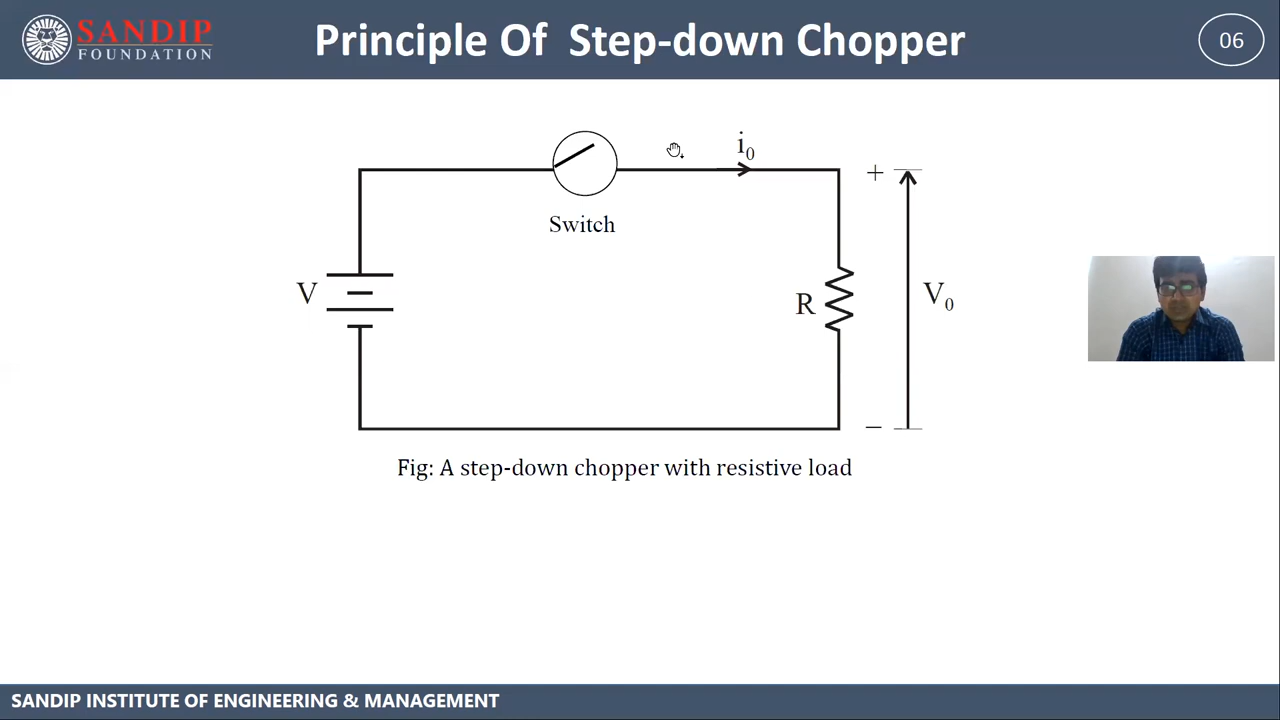 SANDIP
FOUNDATION
Principle Of Step-down Chopper
06
i₀
+
Switch
V
R
V₀
−
Fig: A step-down chopper with resistive load
SANDIP INSTITUTE OF ENGINEERING & MANAGEMENT